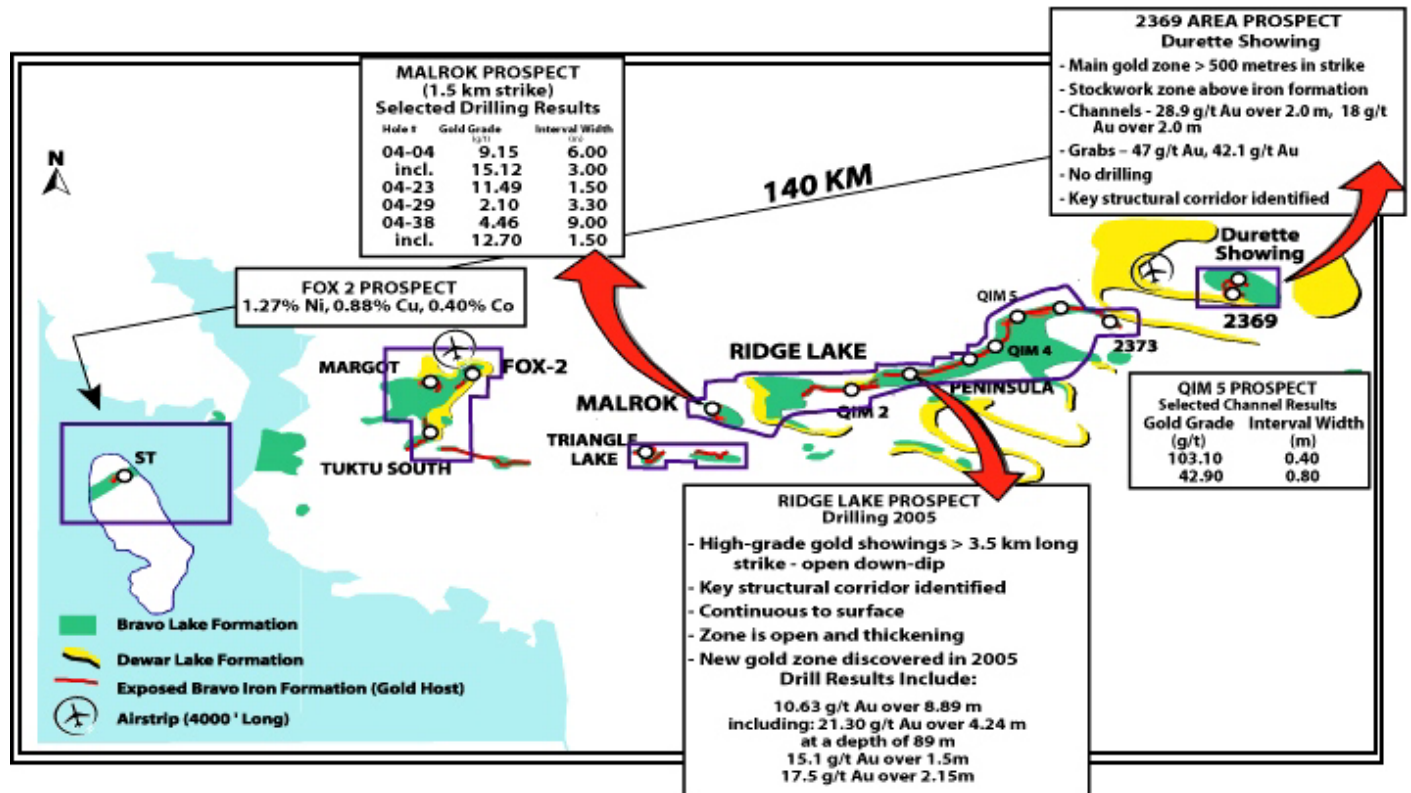 2369 AREA PROSPECT
Durette Showing
- Main gold zone > 500 metres in strike
- Stockwork zone above iron formation
- Channels - 28.9 g/t Au over 2.0 m, 18 g/t
Au over 2.0 m
- Grabs – 47 g/t Au, 42.1 g/t Au
- No drilling
- Key structural corridor identified
MALROK PROSPECT
(1.5 km strike)
Selected Drilling Results
Hole # Gold Grade Interval Width
(g/t) (m)
04-04 9.15 6.00
incl. 15.12 3.00
04-23 11.49 1.50
04-29 2.10 3.30
04-38 4.46 9.00
incl. 12.70 1.50
N
140 KM
FOX 2 PROSPECT
1.27% Ni, 0.88% Cu, 0.40% Co
Durette
Showing
2369
QIM 5
QIM 4
2373
RIDGE LAKE
PENINSULA
QIM 2
MALROK
MARGOT
FOX-2
TUKTU SOUTH
TRIANGLE
LAKE
ST
QIM 5 PROSPECT
Selected Channel Results
Gold Grade Interval Width
(g/t) (m)
103.10 0.40
42.90 0.80
RIDGE LAKE PROSPECT
Drilling 2005
- High-grade gold showings > 3.5 km long
strike - open down-dip
- Key structural corridor identified
- Continuous to surface
- Zone is open and thickening
- New gold zone discovered in 2005
Drill Results Include:
10.63 g/t Au over 8.89 m
including: 21.30 g/t Au over 4.24 m
at a depth of 89 m
15.1 g/t Au over 1.5m
17.5 g/t Au over 2.15m
Bravo Lake Formation
Dewar Lake Formation
Exposed Bravo Iron Formation (Gold Host)
Airstrip (4000 ' Long)